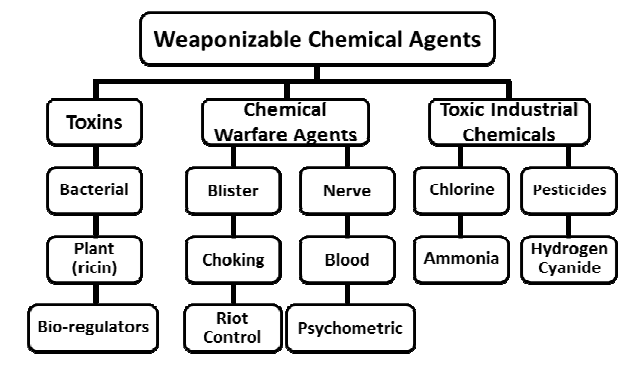 Weaponizable Chemical Agents
Toxins
Chemical
Warfare Agents
Toxic Industrial
Chemicals
Bacterial
Blister
Nerve
Chlorine
Pesticides
Plant
(ricin)
Choking
Blood
Ammonia
Hydrogen
Cyanide
Bio-regulators
Riot
Control
Psychometric